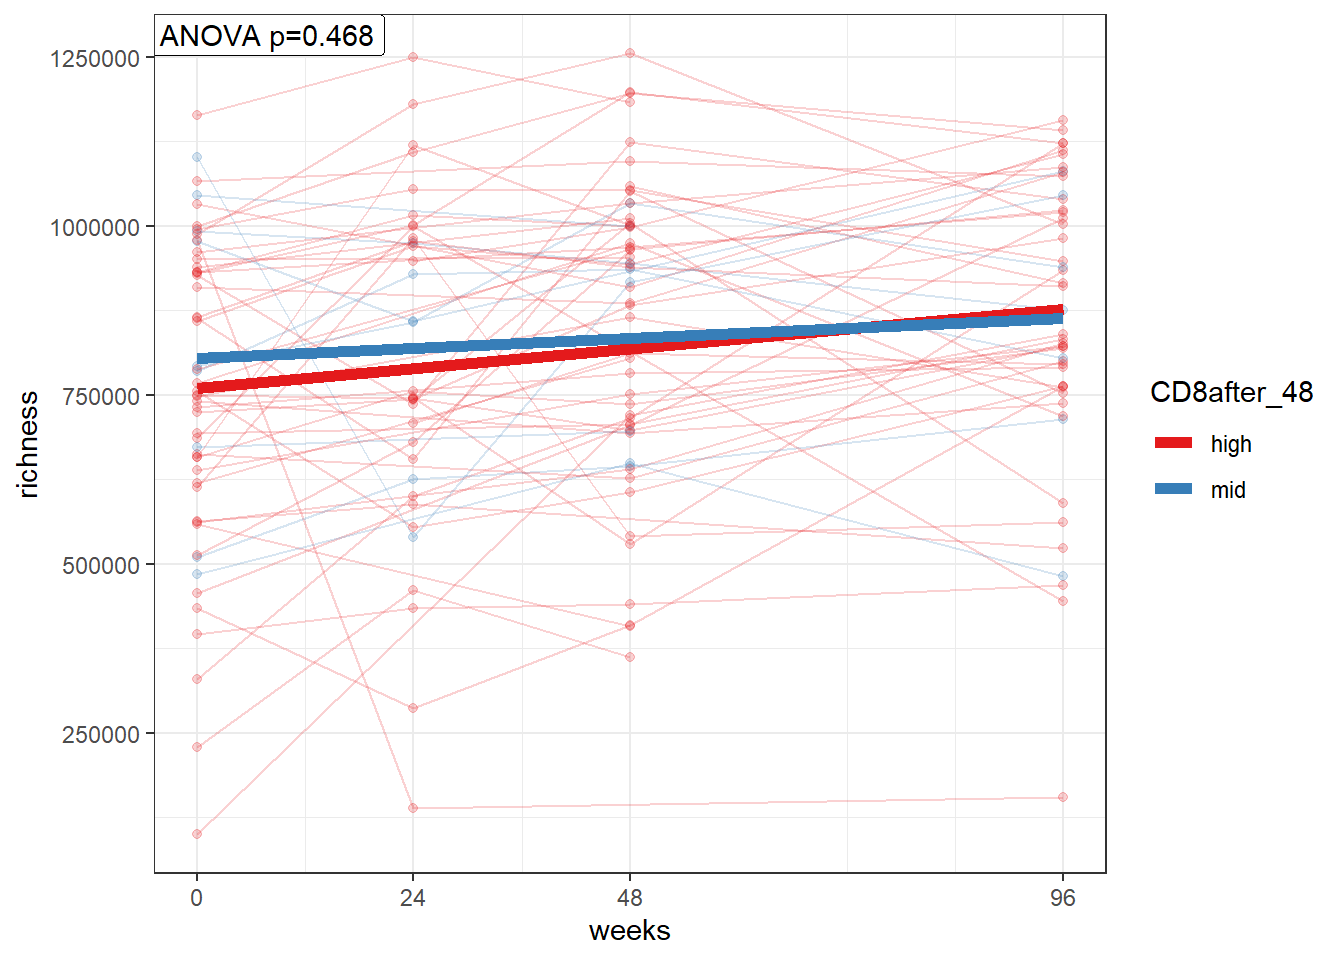 ANOVA p=0.468
1250000
1000000
750000
500000
250000
richness
0 24 48 96
weeks
CD8after_48
high
mid